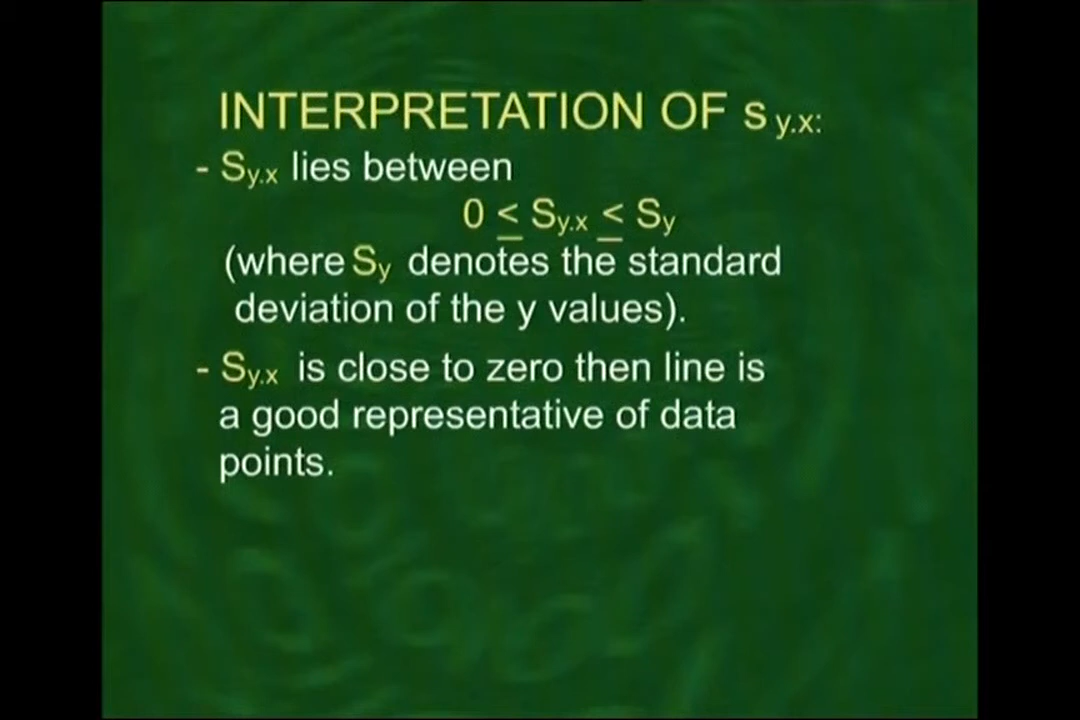 INTERPRETATION OF s y.x:
- Sy.x lies between
0 ≤ Sy.x ≤ Sy
(where Sy denotes the standard
deviation of the y values).
- Sy.x is close to zero then line is
a good representative of data
points.